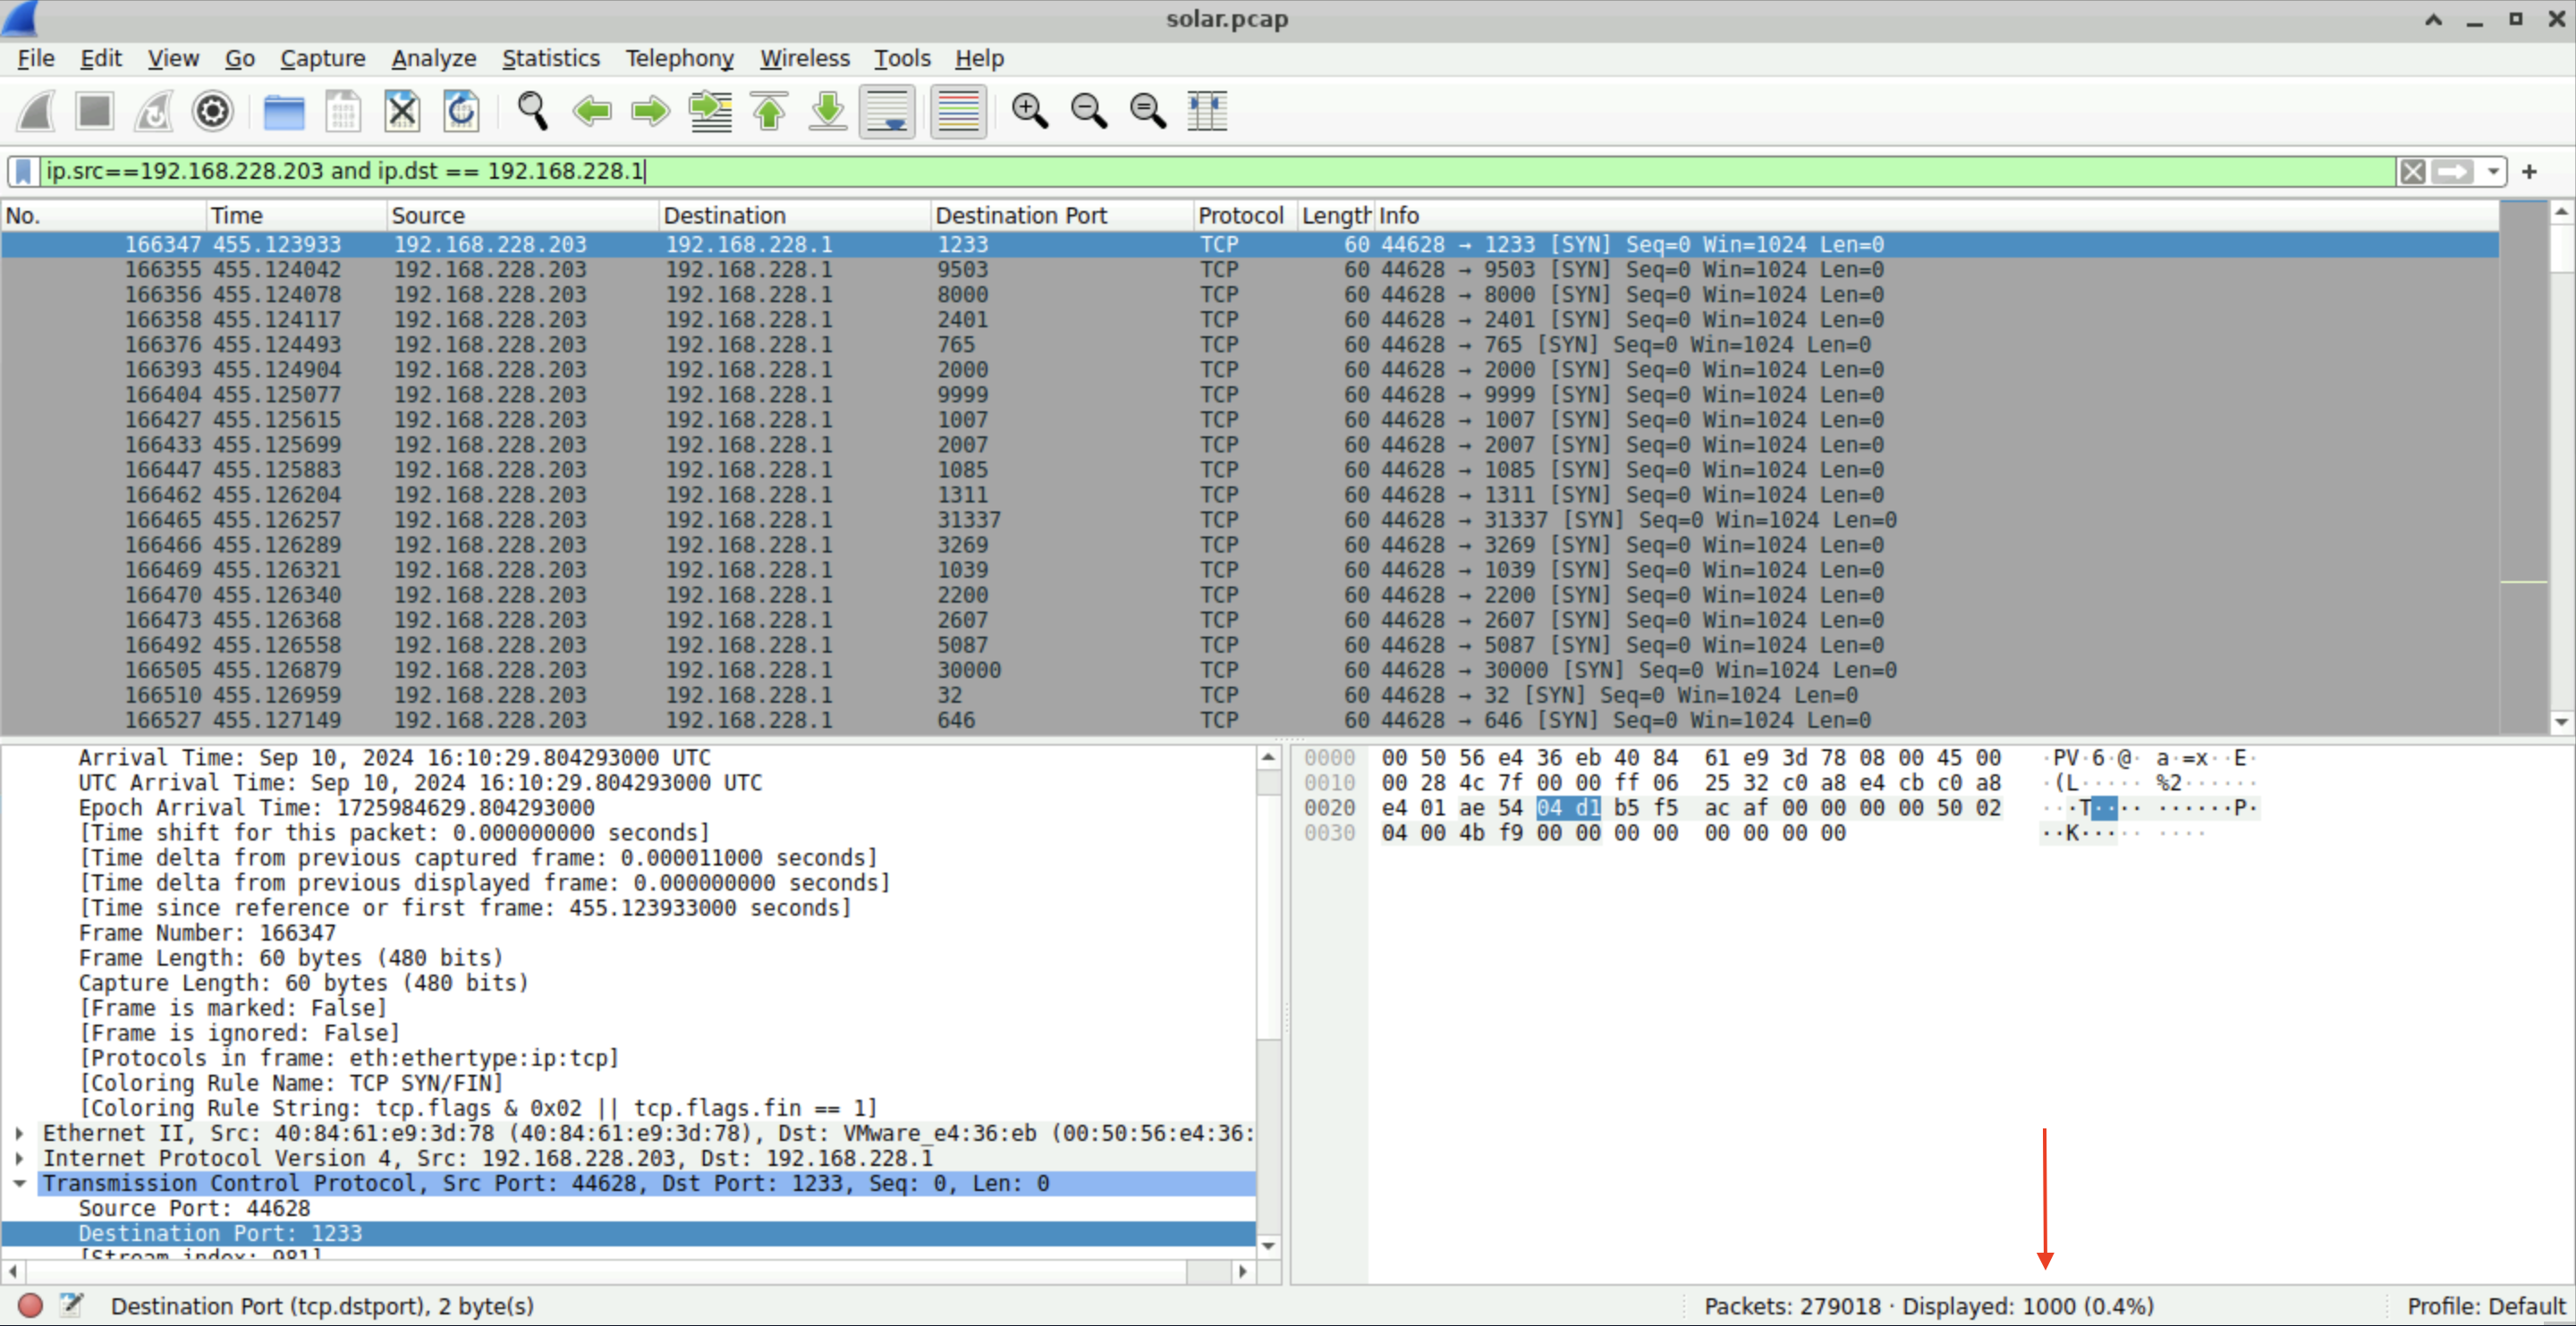 solar.pcap
File Edit View Go Capture Analyze Statistics Telephony Wireless Tools Help
ip.src==192.168.228.203 and ip.dst == 192.168.228.1
No. Time Source Destination Destination Port Protocol Length Info
166347 455.123933 192.168.228.203 192.168.228.1 1233 TCP 60 44628 → 1233 [SYN] Seq=0 Win=1024 Len=0
166355 455.124042 192.168.228.203 192.168.228.1 9503 TCP 60 44628 → 9503 [SYN] Seq=0 Win=1024 Len=0
166356 455.124078 192.168.228.203 192.168.228.1 8000 TCP 60 44628 → 8000 [SYN] Seq=0 Win=1024 Len=0
166358 455.124117 192.168.228.203 192.168.228.1 2401 TCP 60 44628 → 2401 [SYN] Seq=0 Win=1024 Len=0
166376 455.124493 192.168.228.203 192.168.228.1 765 TCP 60 44628 → 765 [SYN] Seq=0 Win=1024 Len=0
166393 455.124904 192.168.228.203 192.168.228.1 2000 TCP 60 44628 → 2000 [SYN] Seq=0 Win=1024 Len=0
166404 455.125077 192.168.228.203 192.168.228.1 9999 TCP 60 44628 → 9999 [SYN] Seq=0 Win=1024 Len=0
166427 455.125615 192.168.228.203 192.168.228.1 1007 TCP 60 44628 → 1007 [SYN] Seq=0 Win=1024 Len=0
166433 455.125699 192.168.228.203 192.168.228.1 2007 TCP 60 44628 → 2007 [SYN] Seq=0 Win=1024 Len=0
166447 455.125883 192.168.228.203 192.168.228.1 1085 TCP 60 44628 → 1085 [SYN] Seq=0 Win=1024 Len=0
166462 455.126204 192.168.228.203 192.168.228.1 1311 TCP 60 44628 → 1311 [SYN] Seq=0 Win=1024 Len=0
166465 455.126257 192.168.228.203 192.168.228.1 31337 TCP 60 44628 → 31337 [SYN] Seq=0 Win=1024 Len=0
166466 455.126289 192.168.228.203 192.168.228.1 3269 TCP 60 44628 → 3269 [SYN] Seq=0 Win=1024 Len=0
166469 455.126321 192.168.228.203 192.168.228.1 1039 TCP 60 44628 → 1039 [SYN] Seq=0 Win=1024 Len=0
166470 455.126340 192.168.228.203 192.168.228.1 2200 TCP 60 44628 → 2200 [SYN] Seq=0 Win=1024 Len=0
166473 455.126368 192.168.228.203 192.168.228.1 2607 TCP 60 44628 → 2607 [SYN] Seq=0 Win=1024 Len=0
166492 455.126558 192.168.228.203 192.168.228.1 5087 TCP 60 44628 → 5087 [SYN] Seq=0 Win=1024 Len=0
166505 455.126879 192.168.228.203 192.168.228.1 30000 TCP 60 44628 → 30000 [SYN] Seq=0 Win=1024 Len=0
166510 455.126959 192.168.228.203 192.168.228.1 32 TCP 60 44628 → 32 [SYN] Seq=0 Win=1024 Len=0
166527 455.127149 192.168.228.203 192.168.228.1 646 TCP 60 44628 → 646 [SYN] Seq=0 Win=1024 Len=0
Arrival Time: Sep 10, 2024 16:10:29.804293000 UTC
UTC Arrival Time: Sep 10, 2024 16:10:29.804293000 UTC
Epoch Arrival Time: 1725984629.804293000
[Time shift for this packet: 0.000000000 seconds]
[Time delta from previous captured frame: 0.000011000 seconds]
[Time delta from previous displayed frame: 0.000000000 seconds]
[Time since reference or first frame: 455.123933000 seconds]
Frame Number: 166347
Frame Length: 60 bytes (480 bits)
Capture Length: 60 bytes (480 bits)
[Frame is marked: False]
[Frame is ignored: False]
[Protocols in frame: eth:ethertype:ip:tcp]
[Coloring Rule Name: TCP SYN/FIN]
[Coloring Rule String: tcp.flags & 0x02 || tcp.flags.fin == 1]
Ethernet II, Src: 40:84:61:e9:3d:78 (40:84:61:e9:3d:78), Dst: VMware_e4:36:eb (00:50:56:e4:36:
Internet Protocol Version 4, Src: 192.168.228.203, Dst: 192.168.228.1
Transmission Control Protocol, Src Port: 44628, Dst Port: 1233, Seq: 0, Len: 0
Source Port: 44628
Destination Port: 1233
[Stream index: 981]
0000 00 50 56 e4 36 eb 40 84 61 e9 3d 78 08 00 45 00 ·PV·6·@· a·=x··E·
0010 00 28 4c 7f 00 00 ff 06 25 32 c0 a8 e4 cb c0 a8 ·(L····· %2······
0020 e4 01 ae 54 04 d1 b5 f5 ac af 00 00 00 00 50 02 ···T···· ······P·
0030 04 00 4b f9 00 00 00 00 00 00 00 00 ··K····· ····
Destination Port (tcp.dstport), 2 byte(s)
Packets: 279018 · Displayed: 1000 (0.4%)
Profile: Default